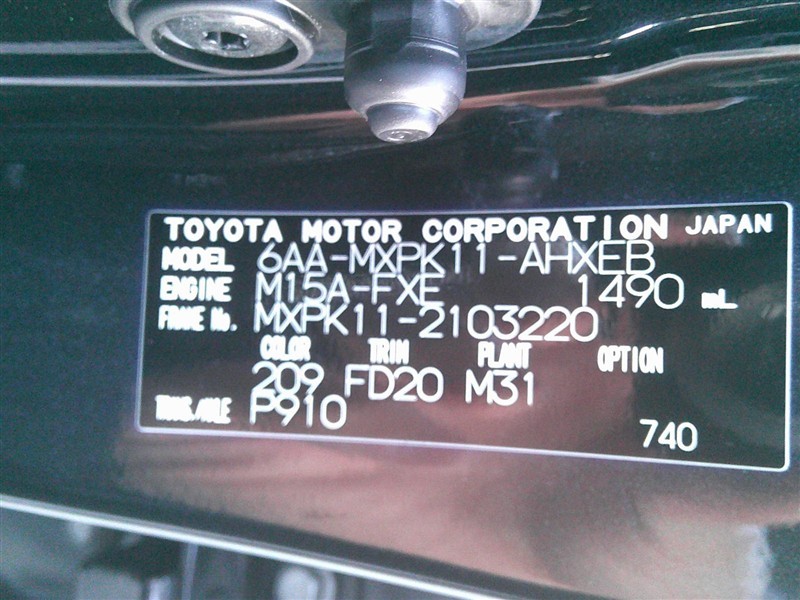 TOYOTA MOTOR CORPORATION JAPAN
MODEL 6AA-MXPK11-AHXEB
ENGINE M15A-FXE 1490 mL
FRAME No. MXPK11-2103220
COLOR TRIM PLANT OPTION
209 FD20 M31
TRANS./AXLE P910
740